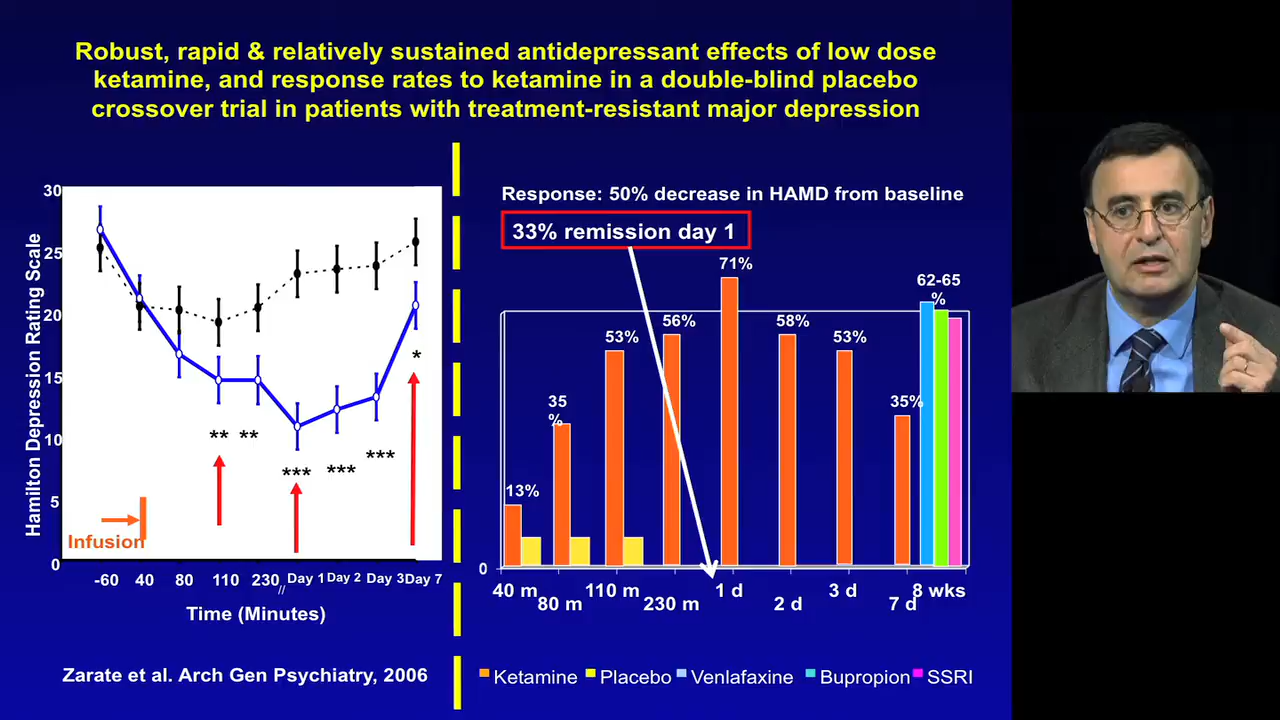 Robust, rapid & relatively sustained antidepressant effects of low dose
ketamine, and response rates to ketamine in a double-blind placebo
crossover trial in patients with treatment-resistant major depression
Hamilton Depression Rating Scale
30
25
20
15
10
5
0
** **
***
***
***
*
Infusion
-60 40 80 110 230 // Day 1 Day 2 Day 3 Day 7
Time (Minutes)
Zarate et al. Arch Gen Psychiatry, 2006
Response: 50% decrease in HAMD from baseline
33% remission day 1
13%
35
%
53%
56%
71%
58%
53%
35%
62-65
%
0
40 m 80 m 110 m 230 m 1 d 2 d 3 d 7 d 8 wks
Ketamine Placebo Venlafaxine Bupropion SSRI